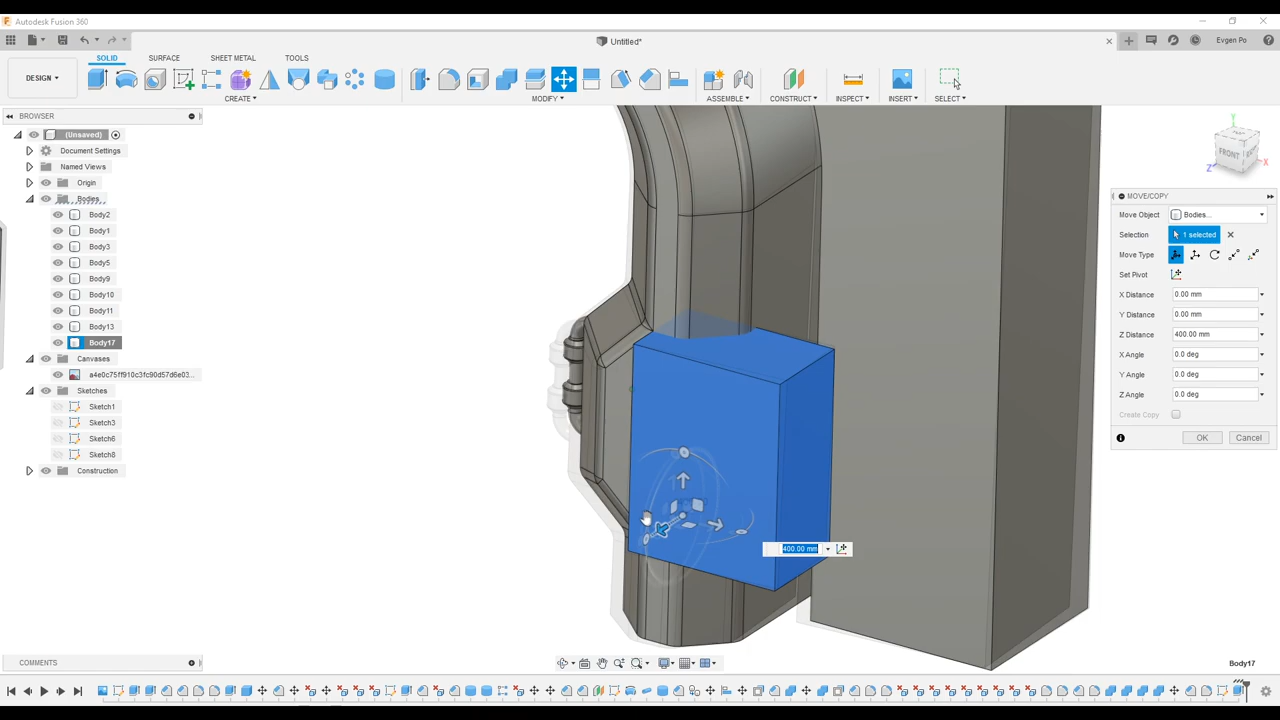 Autodesk Fusion 360
Untitled*
Evgen Po
DESIGN
SOLID SURFACE SHEET METAL TOOLS
CREATE MODIFY ASSEMBLE CONSTRUCT INSPECT INSERT SELECT
BROWSER
(Unsaved)
Document Settings
Named Views
Origin
Bodies
Body2
Body1
Body3
Body5
Body9
Body10
Body11
Body13
Body17
Canvases
a4e0c75ff910c3fc90d57d6e03...
Sketches
Sketch1
Sketch3
Sketch6
Sketch8
Construction
Y
FRONT
Z
X
MOVE/COPY
Move Object Bodies...
Selection 1 selected
Move Type
Set Pivot
X Distance 0.00 mm
Y Distance 0.00 mm
Z Distance 400.00 mm
X Angle 0.0 deg
Y Angle 0.0 deg
Z Angle 0.0 deg
Create Copy
OK Cancel
400.00 mm
COMMENTS
Body17